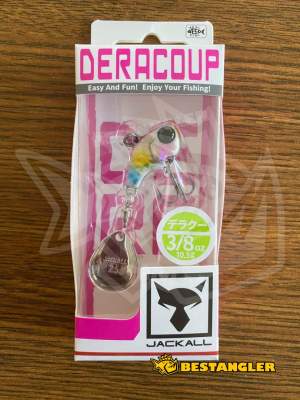 DERACOUP
Easy And Fun! Enjoy Your Fishing!
デラクー
3/8oz
10.5g
JACKALL
BESTANGLER